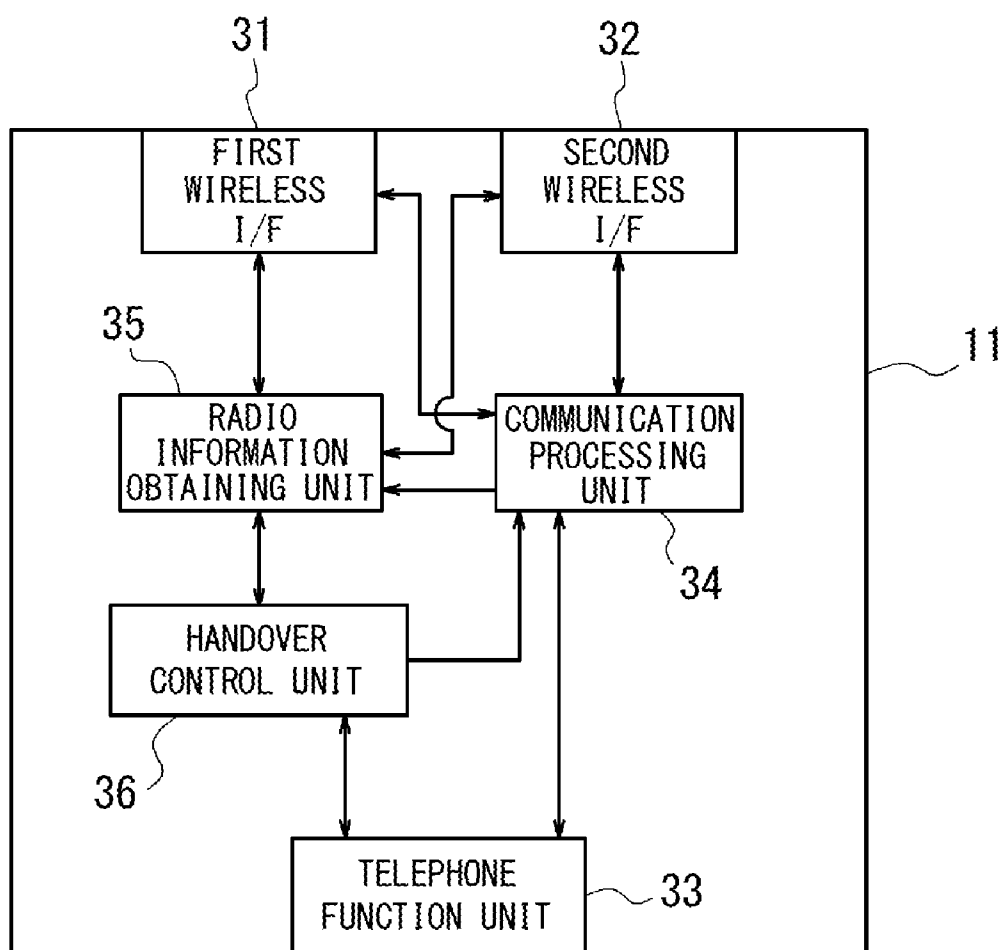 31
32
FIRST
WIRELESS
I/F
SECOND
WIRELESS
I/F
35
11
RADIO
INFORMATION
OBTAINING UNIT
COMMUNICATION
PROCESSING
UNIT
34
HANDOVER
CONTROL UNIT
36
TELEPHONE
FUNCTION UNIT
33